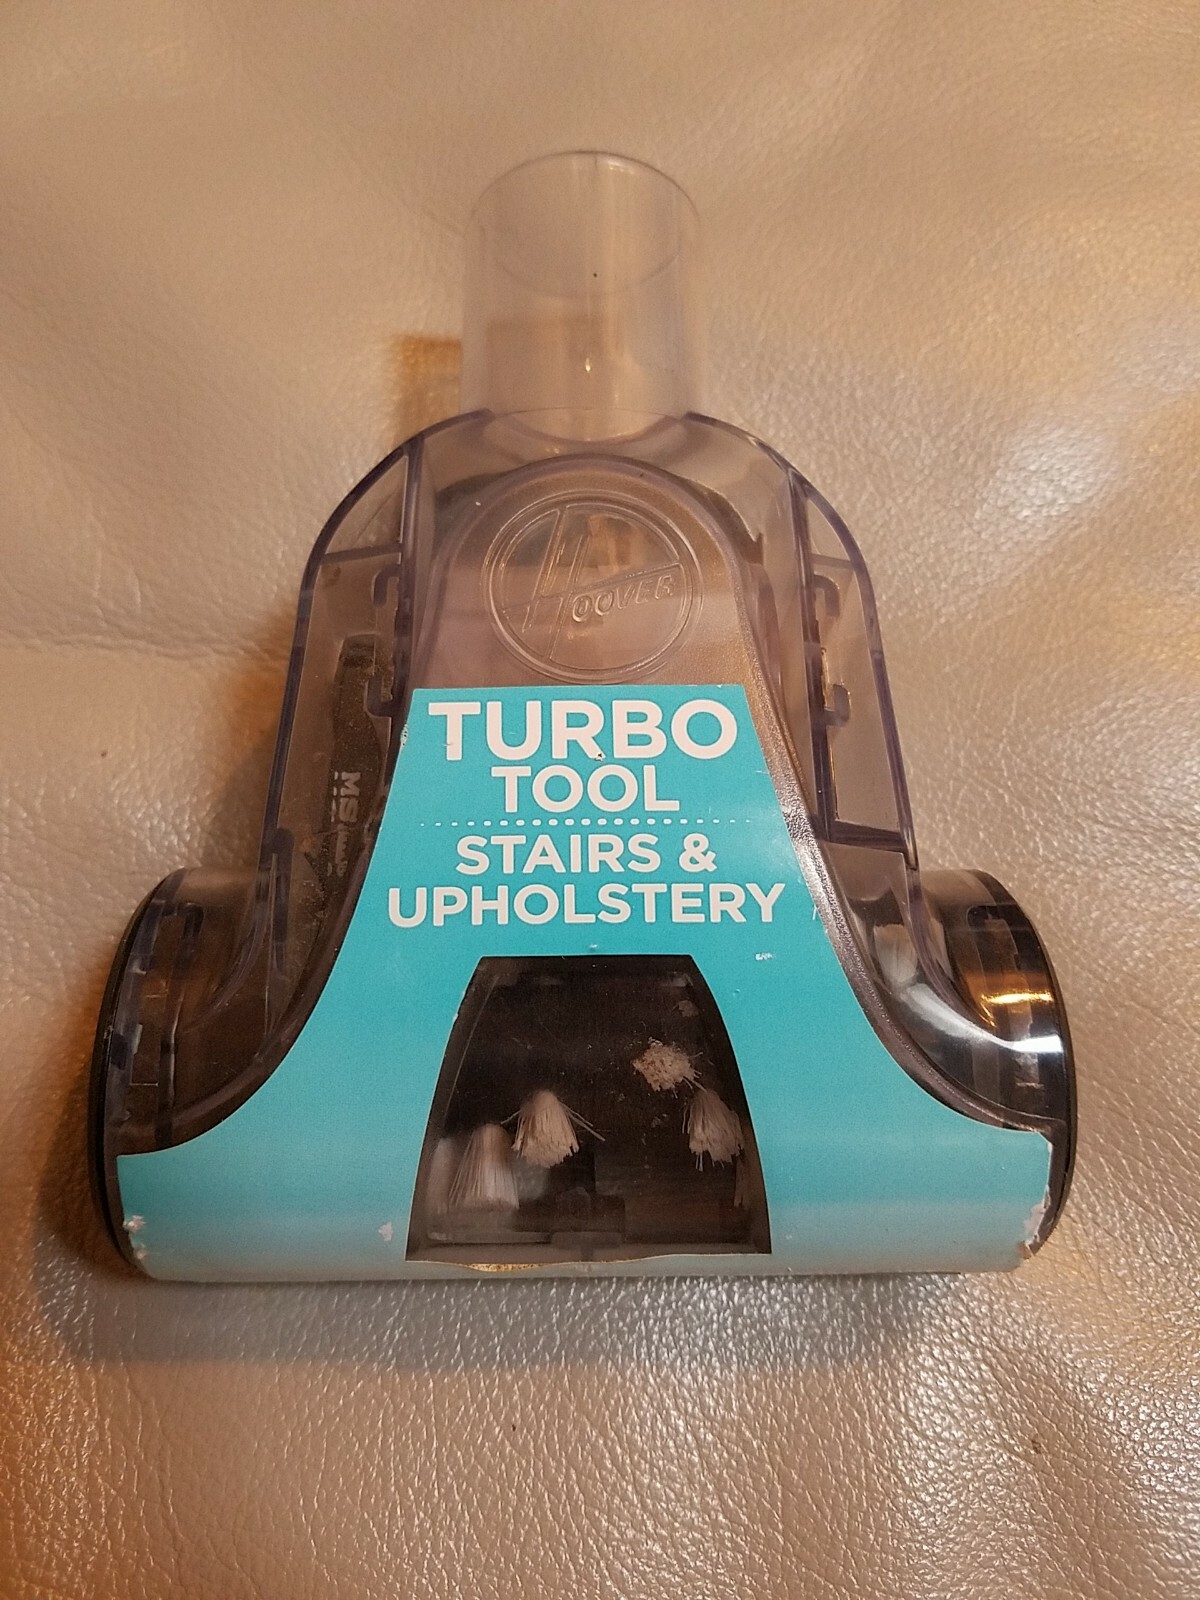 HOOVER
TURBO
TOOL
STAIRS &
UPHOLSTERY